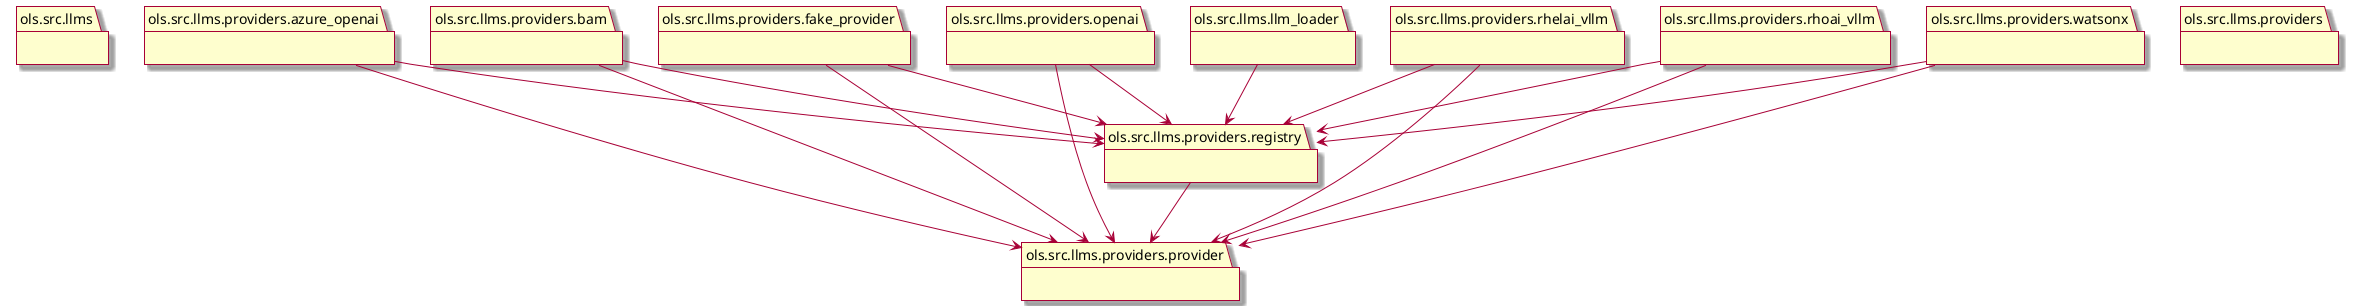 ols.src.llms
ols.src.llms.providers.azure_openai
ols.src.llms.providers.bam
ols.src.llms.providers.fake_provider
ols.src.llms.providers.openai
ols.src.llms.llm_loader
ols.src.llms.providers.rhelai_vllm
ols.src.llms.providers.rhoai_vllm
ols.src.llms.providers.watsonx
ols.src.llms.providers
ols.src.llms.providers.registry
ols.src.llms.providers.provider